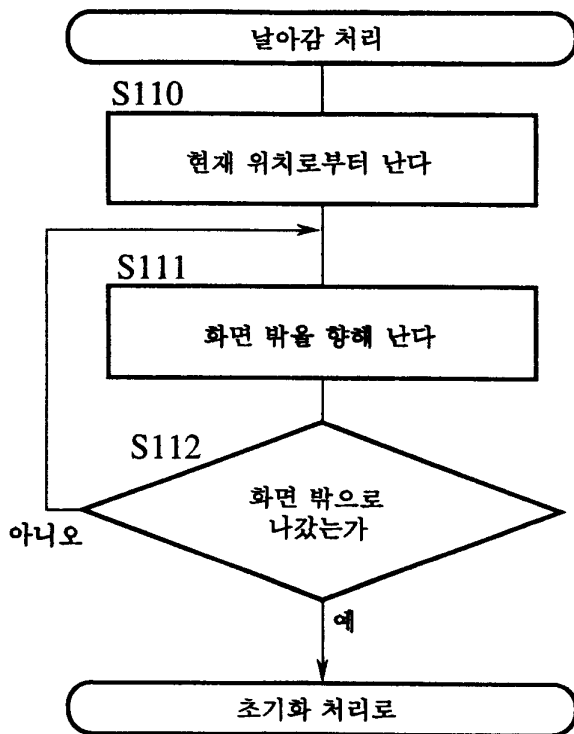 날아감 처리
S110
현재 위치로부터 난다
S111
화면 밖을 향해 난다
S112
화면 밖으로
나갔는가
아니오
예
초기화 처리로